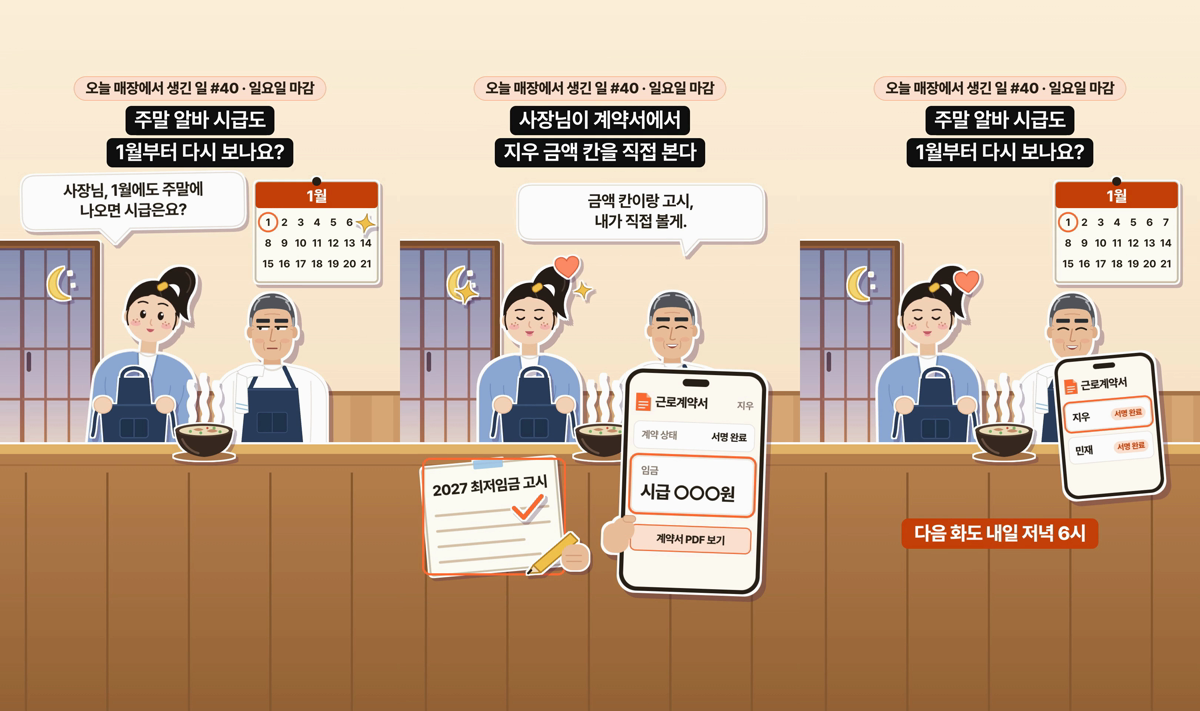 오늘 매장에서 생긴 일 #40 · 일요일 마감
주말 알바 시급도
1월부터 다시 보나요?
사장님, 1월에도 주말에
나오면 시급은요?
1월
1 2 3 4 5 6
8 9 10 11 12 13 14
15 16 17 18 19 20 21
오늘 매장에서 생긴 일 #40 · 일요일 마감
사장님이 계약서에서
지우 금액 칸을 직접 본다
금액 칸이랑 고시,
내가 직접 볼게.
2027 최저임금 고시
근로계약서 지우
계약 상태 서명 완료
임금
시급 OOO원
계약서 PDF 보기
오늘 매장에서 생긴 일 #40 · 일요일 마감
주말 알바 시급도
1월부터 다시 보나요?
1월
1 2 3 4 5 6 7
8 9 10 11 12 13 14
15 16 17 18 19 20 21
근로계약서
지우 서명 완료
민재 서명 완료
다음 화도 내일 저녁 6시